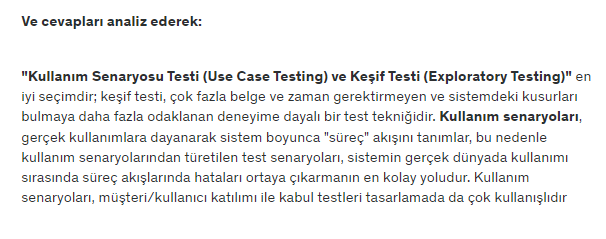 Ve cevapları analiz ederek:
"Kullanım Senaryosu Testi (Use Case Testing) ve Keşif Testi (Exploratory Testing)" en
iyi seçimdir; keşif testi, çok fazla belge ve zaman gerektirmeyen ve sistemdeki kusurları
bulmaya daha fazla odaklanan deneyime dayalı bir test tekniğidir. Kullanım senaryoları,
gerçek kullanımlara dayanarak sistem boyunca "süreç" akışını tanımlar, bu nedenle
kullanım senaryolarından türetilen test senaryoları, sistemin gerçek dünyada kullanımı
sırasında süreç akışlarında hataları ortaya çıkarmanın en kolay yoludur. Kullanım
senaryoları, müşteri/kullanıcı katılımı ile kabul testleri tasarlamada da çok kullanışlıdır